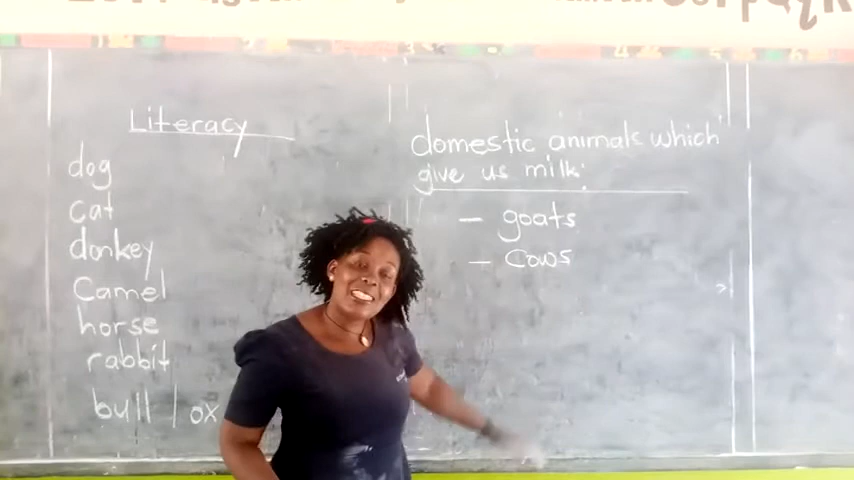 Literacy
dog
cat
donkey
Camel
horse
rabbit
bull / ox
domestic animals which
give us milk:
- goats
- Cows